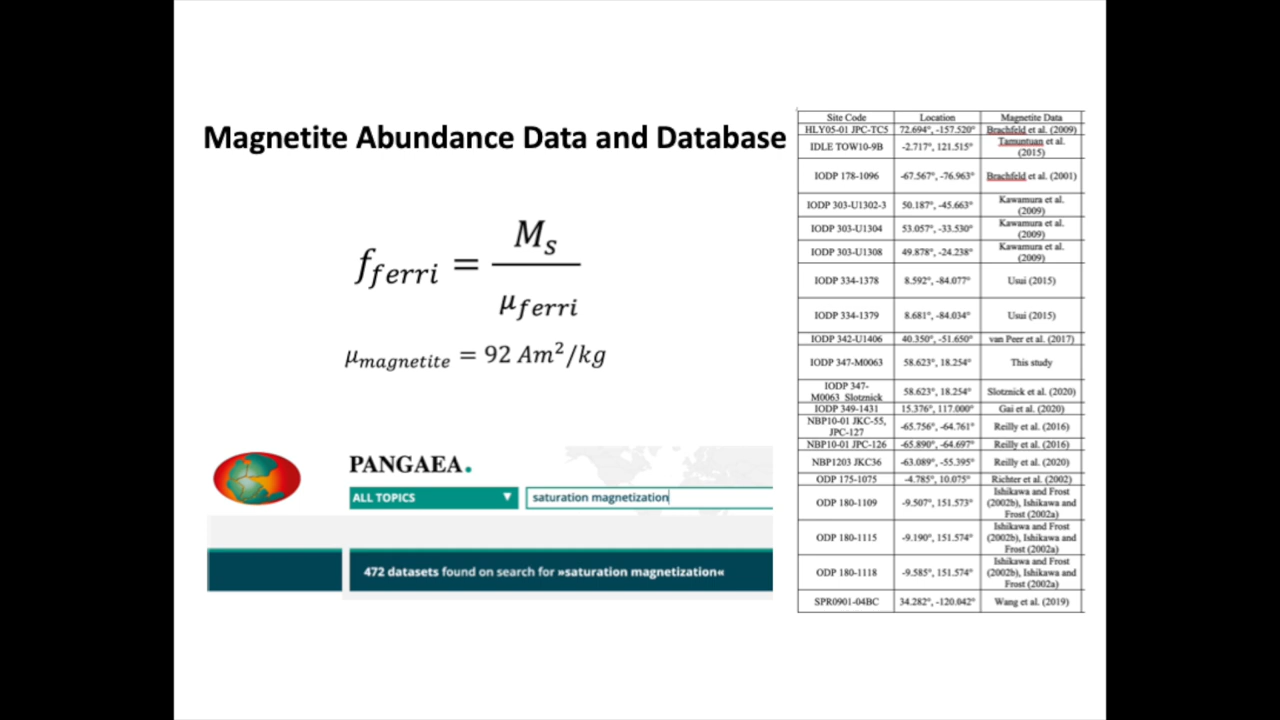 Magnetite Abundance Data and Database
f_ferri = M_s / μ_ferri
μ_magnetite = 92 Am²/kg
PANGAEA.
ALL TOPICS ▼ saturation magnetization
472 datasets found on search for »saturation magnetization«
Site Code Location Magnetite Data
HLY05-01 JPC-TC5 72.694°, -157.520° Brachfeld et al. (2009)
IDLE TOW10-9B -2.717°, 121.515° Tamuntuan et al.
(2015)
IODP 178-1096 -67.567°, -76.963° Brachfeld et al. (2001)
IODP 303-U1302-3 50.187°, -45.663° Kawamura et al.
(2009)
IODP 303-U1304 53.057°, -33.530° Kawamura et al.
(2009)
IODP 303-U1308 49.878°, -24.238° Kawamura et al.
(2009)
IODP 334-1378 8.592°, -84.077° Usui (2015)
IODP 334-1379 8.681°, -84.034° Usui (2015)
IODP 342-U1406 40.350°, -51.650° van Peer et al. (2017)
IODP 347-M0063 58.623°, 18.254° This study
IODP 347-
M0063_Slotznick 58.623°, 18.254° Slotznick et al. (2020)
IODP 349-1431 15.376°, 117.000° Gai et al. (2020)
NBP10-01 JKC-55,
JPC-127 -65.756°, -64.761° Reilly et al. (2016)
NBP10-01 JPC-126 -65.890°, -64.697° Reilly et al. (2016)
NBP1203 JKC36 -63.089°, -55.395° Reilly et al. (2020)
ODP 175-1075 -4.785°, 10.075° Richter et al. (2002)
ODP 180-1109 -9.507°, 151.573° Ishikawa and Frost
(2002b), Ishikawa and
Frost (2002a)
ODP 180-1115 -9.190°, 151.574° Ishikawa and Frost
(2002b), Ishikawa and
Frost (2002a)
ODP 180-1118 -9.585°, 151.574° Ishikawa and Frost
(2002b), Ishikawa and
Frost (2002a)
SPR0901-04BC 34.282°, -120.042° Wang et al. (2019)